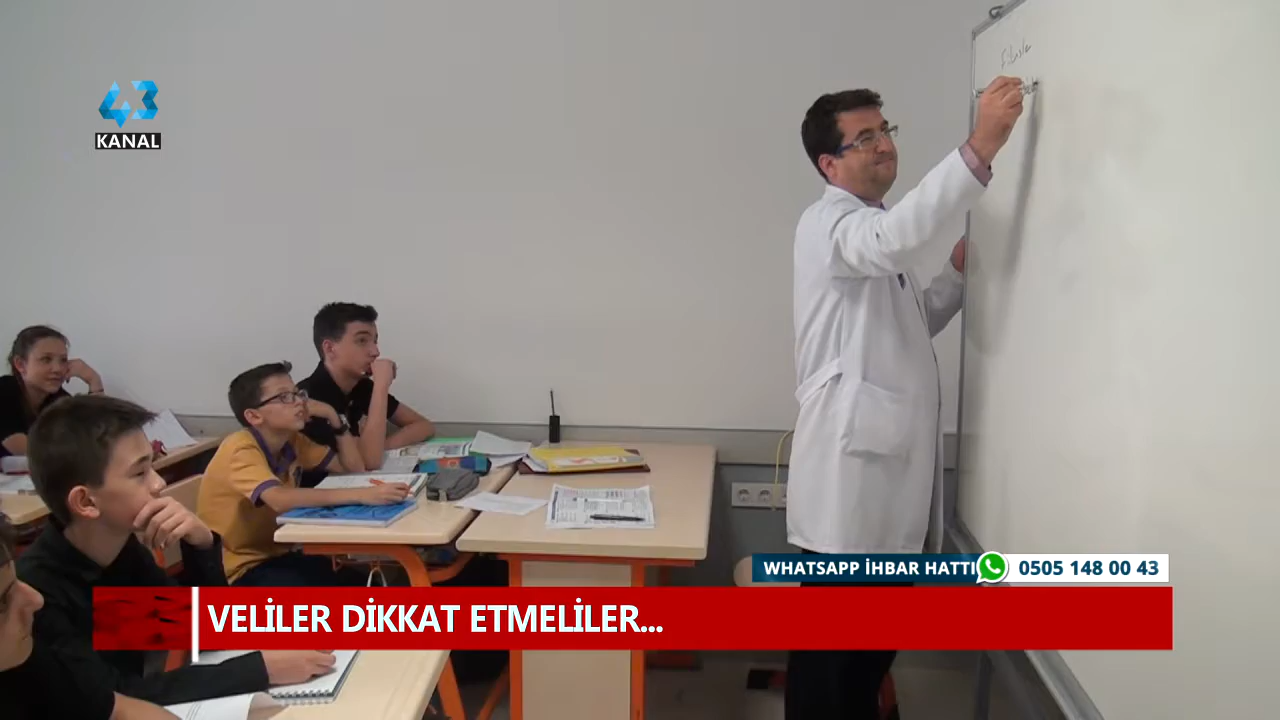 43
KANAL
WHATSAPP İHBAR HATTI 0505 148 00 43
VELİLER DİKKAT ETMELİLER...